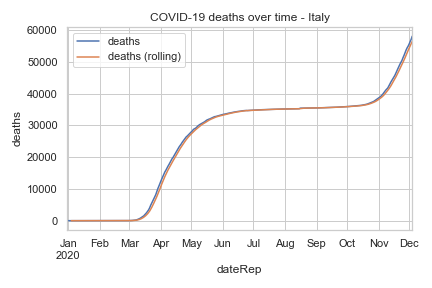 COVID-19 deaths over time - Italy
deaths
deaths (rolling)
60000
50000
40000
30000
20000
10000
0
deaths
Jan Feb Mar Apr May Jun Jul Aug Sep Oct Nov Dec
2020
dateRep